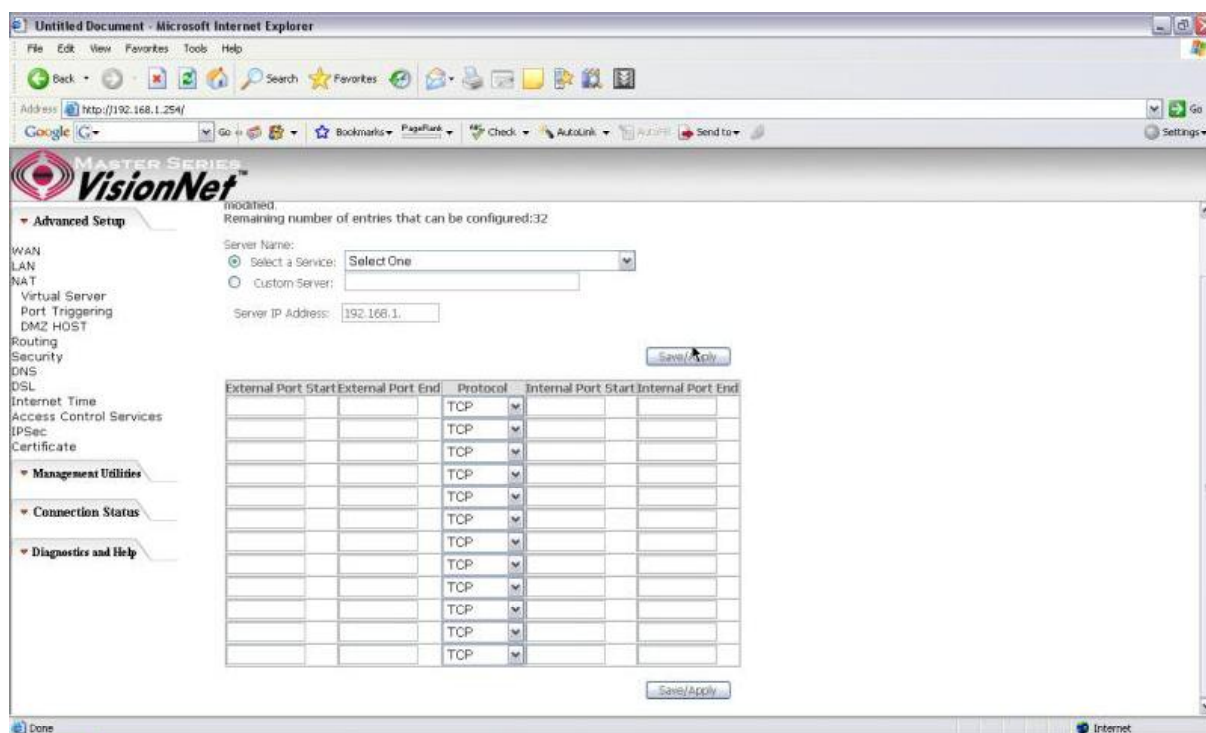 Untitled Document - Microsoft Internet Explorer
File Edit View Favorites Tools Help
Back Search Favorites
Address http://192.168.1.254/ Go
Google G Go Bookmarks PageRank Check AutoLink AutoFill Send to Settings
MASTER SERIES
VisionNet™
modified.
Remaining number of entries that can be configured:32
Advanced Setup
WAN
LAN
NAT
Virtual Server
Port Triggering
DMZ HOST
Routing
Security
DNS
DSL
Internet Time
Access Control Services
IPSec
Certificate
Management Utilities
Connection Status
Diagnostics and Help
Server Name:
Select a Service: Select One
Custom Server:
Server IP Address: 192.168.1.
Save/Apply
External Port Start External Port End Protocol Internal Port Start Internal Port End
TCP
TCP
TCP
TCP
TCP
TCP
TCP
TCP
TCP
TCP
TCP
TCP
Save/Apply
Done Internet